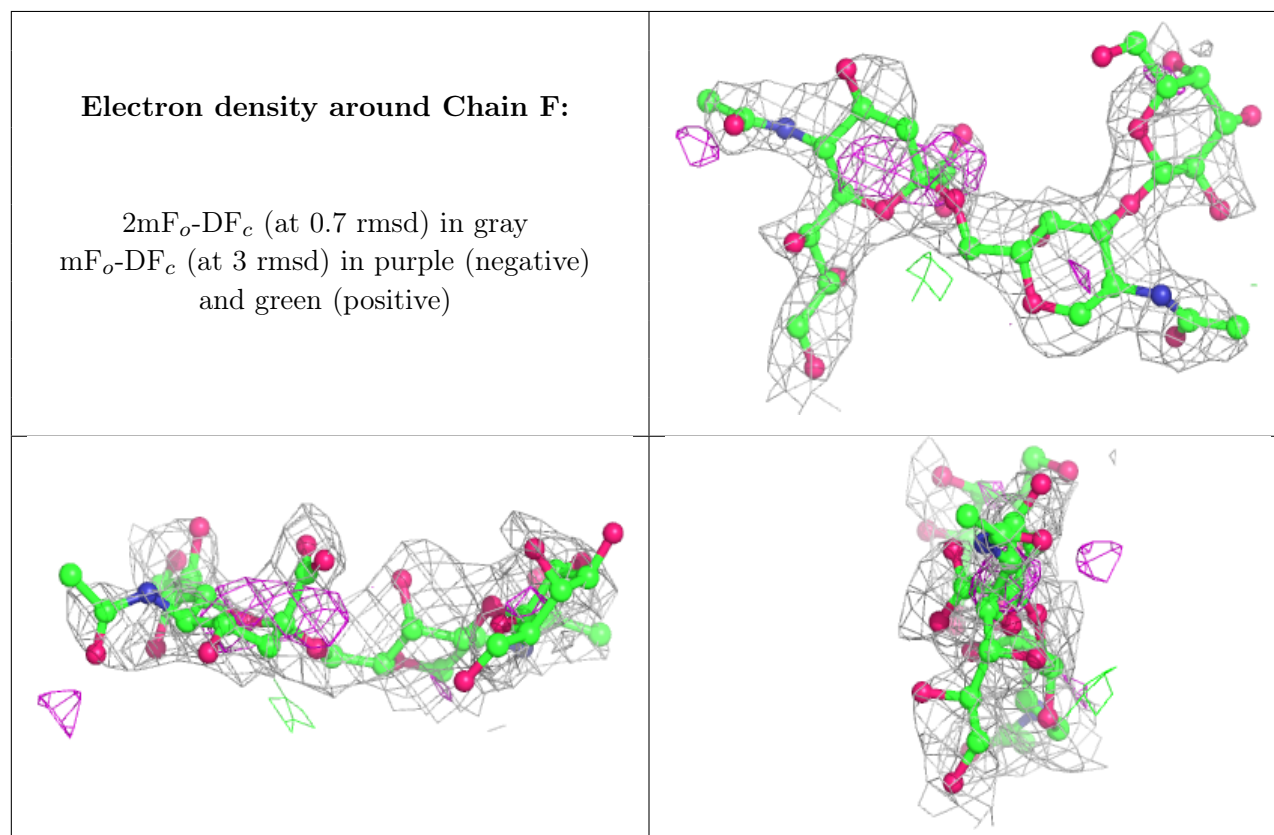 Electron density around Chain F:
2mFo-DFc (at 0.7 rmsd) in gray
mFo-DFc (at 3 rmsd) in purple (negative)
and green (positive)